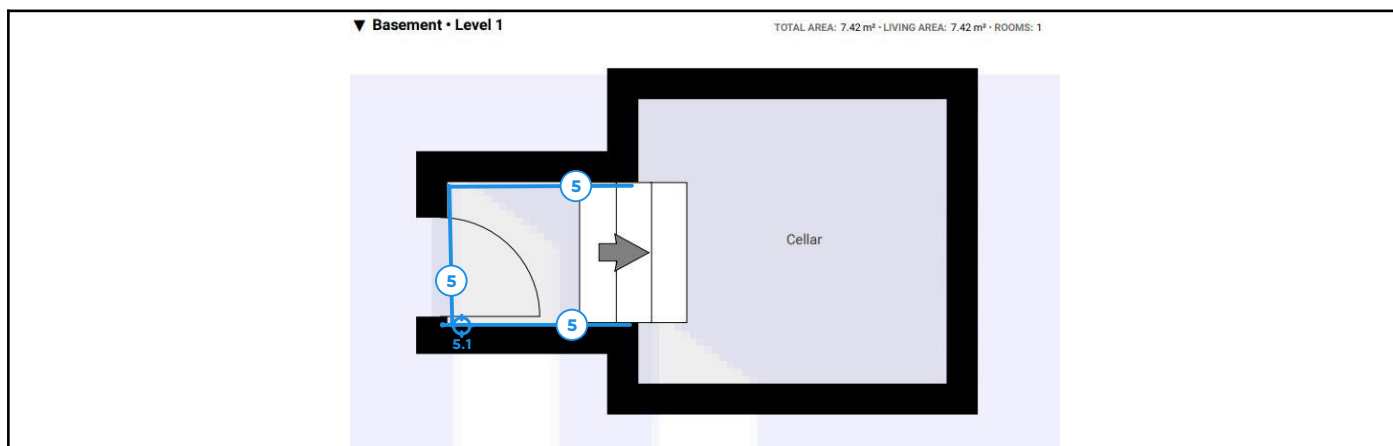 ▼ Basement • Level 1
TOTAL AREA: 7.42 m² · LIVING AREA: 7.42 m² · ROOMS: 1
5
Cellar
5
5
5.1